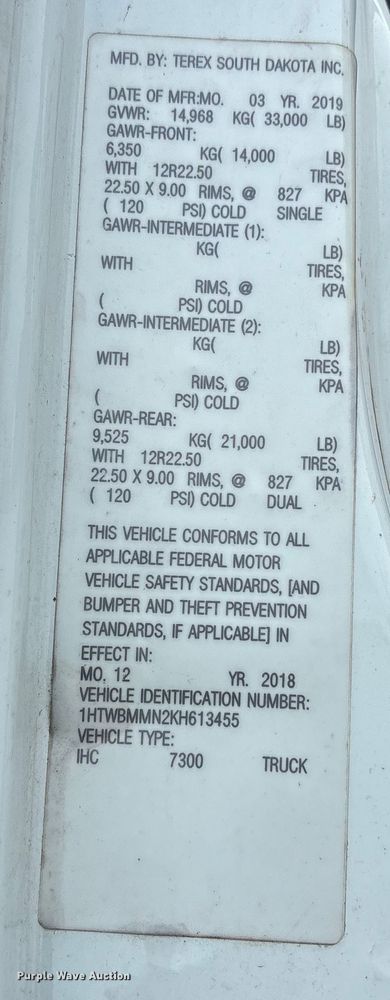 MFD. BY: TEREX SOUTH DAKOTA INC.
DATE OF MFR:MO. 03 YR. 2019
GVWR: 14,968 KG( 33,000 LB)
GAWR-FRONT:
6,350 KG( 14,000 LB)
WITH 12R22.50 TIRES,
22.50 X 9.00 RIMS, @ 827 KPA
( 120 PSI) COLD SINGLE
GAWR-INTERMEDIATE (1):
KG( LB)
WITH TIRES,
RIMS, @ KPA
( PSI) COLD
GAWR-INTERMEDIATE (2):
KG( LB)
WITH TIRES,
RIMS, @ KPA
( PSI) COLD
GAWR-REAR:
9,525 KG( 21,000 LB)
WITH 12R22.50 TIRES,
22.50 X 9.00 RIMS, @ 827 KPA
( 120 PSI) COLD DUAL
THIS VEHICLE CONFORMS TO ALL
APPLICABLE FEDERAL MOTOR
VEHICLE SAFETY STANDARDS, [AND
BUMPER AND THEFT PREVENTION
STANDARDS, IF APPLICABLE] IN
EFFECT IN:
MO. 12 YR. 2018
VEHICLE IDENTIFICATION NUMBER:
1HTWBMMN2KH613455
VEHICLE TYPE:
IHC 7300 TRUCK
Purple Wave Auction